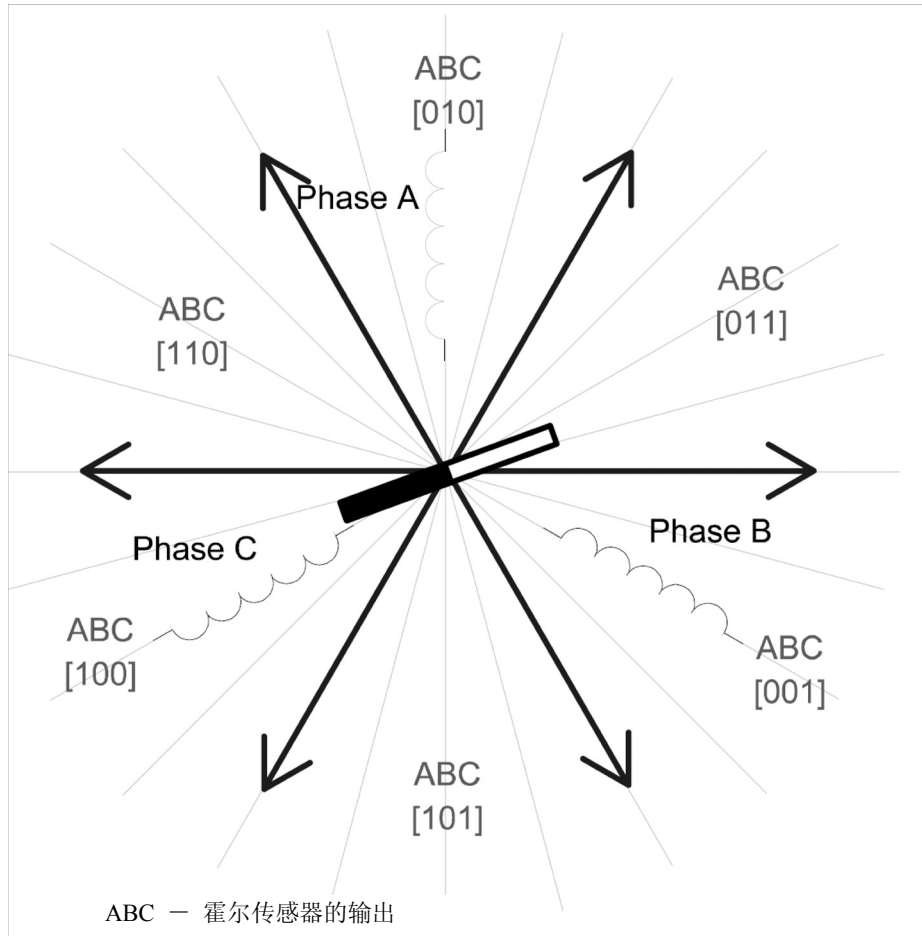 ABC
[010]
Phase A
ABC
[011]
ABC
[110]
Phase B
Phase C
ABC
[100]
ABC
[001]
ABC
[101]
ABC － 霍尔传感器的输出